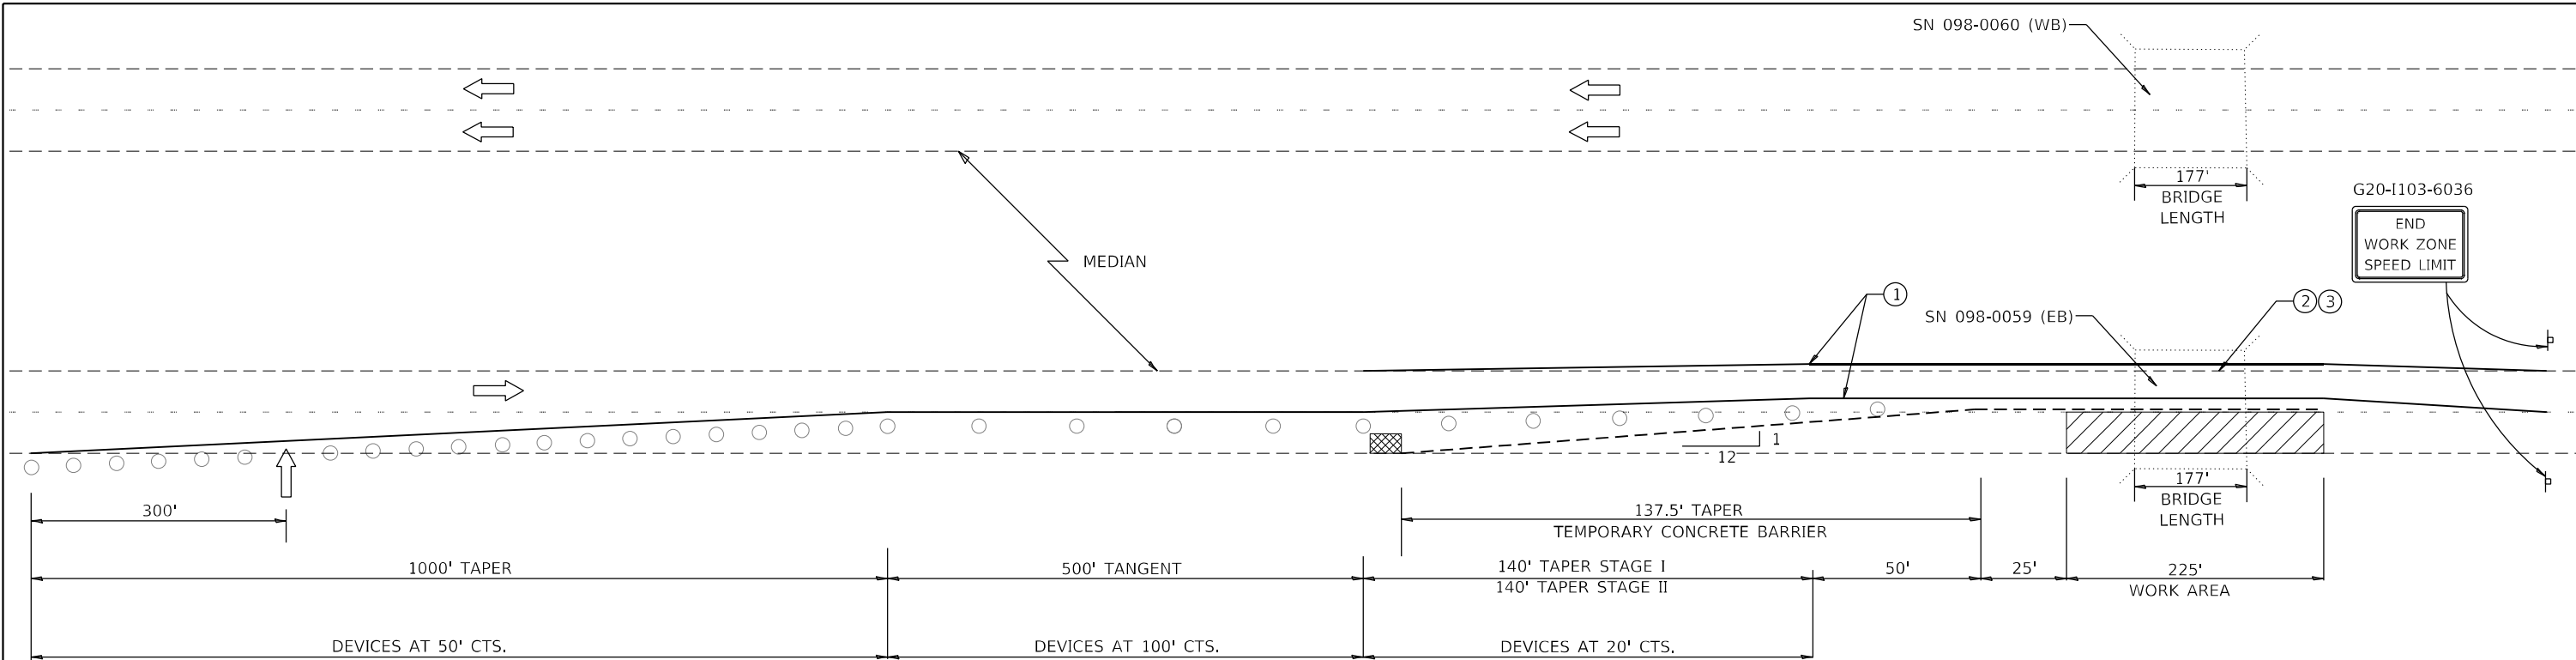 SN 098-0060 (WB)
177'
BRIDGE
LENGTH
G20-I103-6036
END
WORK ZONE
SPEED LIMIT
MEDIAN
1
SN 098-0059 (EB)
2 3
1
12
177'
BRIDGE
LENGTH
300'
137.5' TAPER
TEMPORARY CONCRETE BARRIER
1000' TAPER
500' TANGENT
140' TAPER STAGE I
140' TAPER STAGE II
50'
25'
225'
WORK AREA
DEVICES AT 50' CTS.
DEVICES AT 100' CTS.
DEVICES AT 20' CTS.